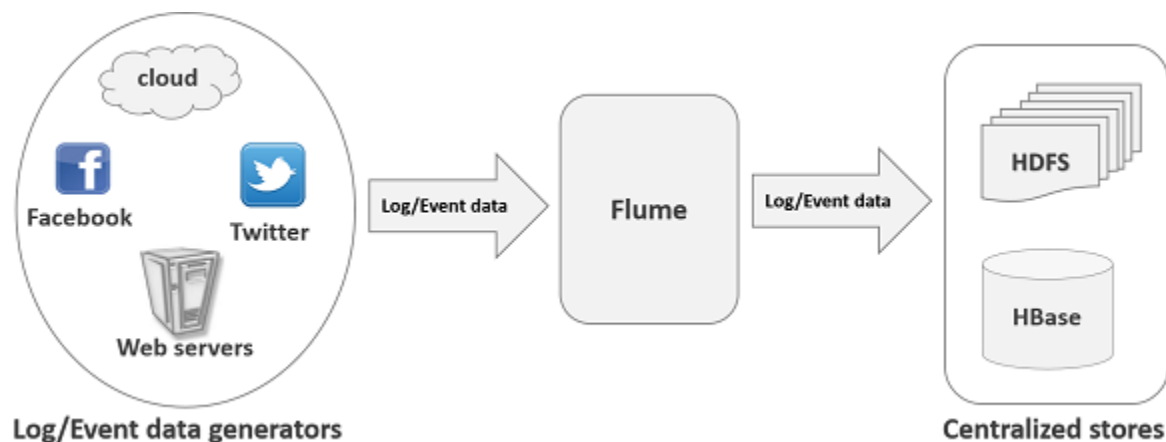 cloud
Facebook
Twitter
Web servers
Log/Event data generators
Log/Event data
Flume
Log/Event data
HDFS
HBase
Centralized stores